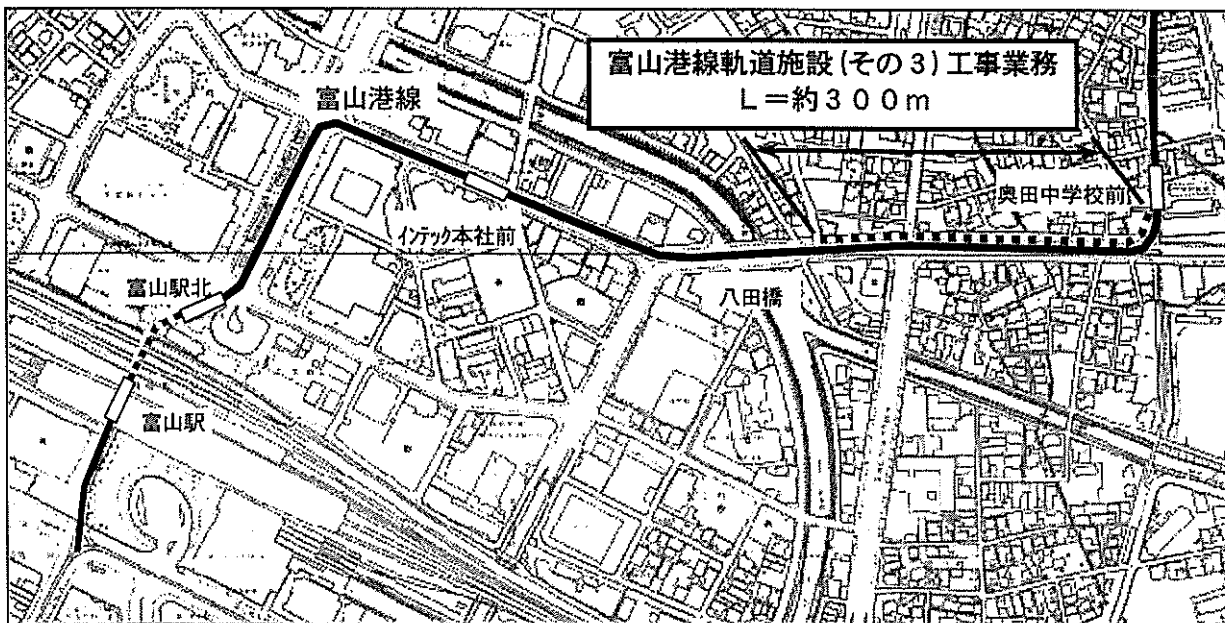 富山港線軌道施設(その3)工事業務
L=約300m
富山港線
奥田中学校前
インテック本社前
富山駅北
八田橋
富山駅